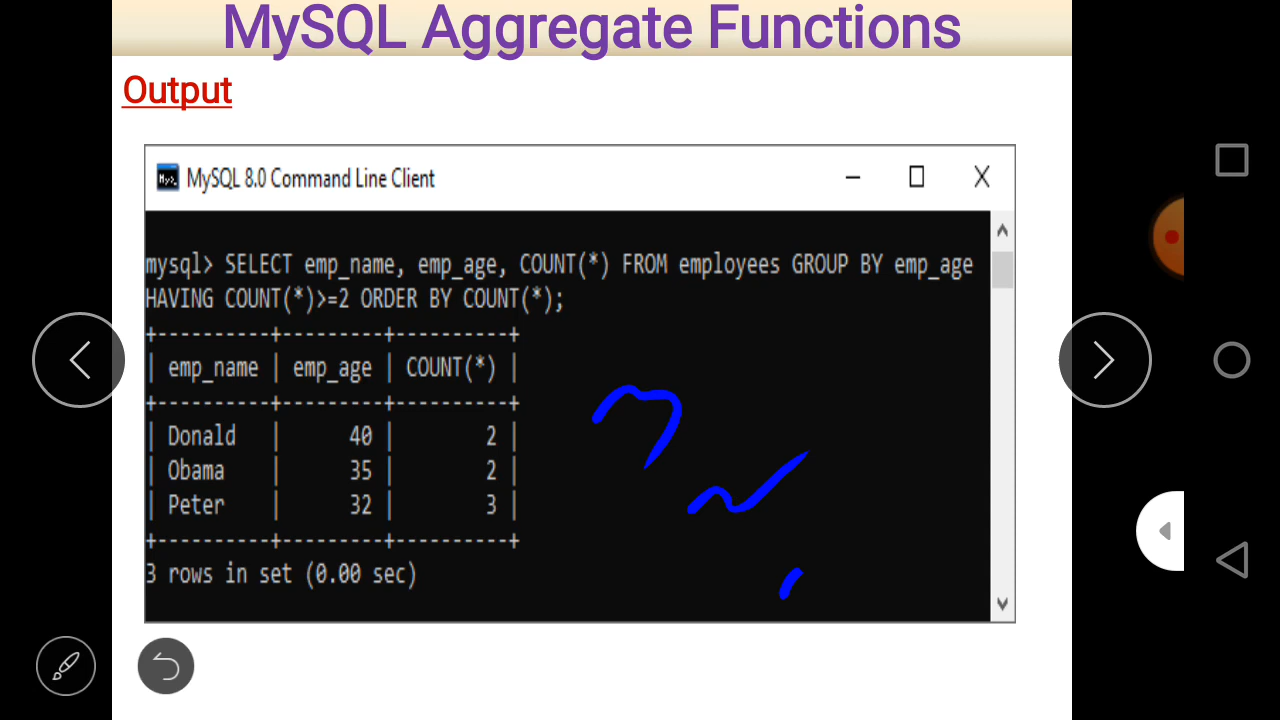 MySQL Aggregate Functions
Output
MySQL 8.0 Command Line Client
mysql> SELECT emp_name, emp_age, COUNT(*) FROM employees GROUP BY emp_age
HAVING COUNT(*)>=2 ORDER BY COUNT(*);
+----------+---------+----------+
| emp_name | emp_age | COUNT(*) |
+----------+---------+----------+
| Donald | 40 | 2 |
| Obama | 35 | 2 |
| Peter | 32 | 3 |
+----------+---------+----------+
3 rows in set (0.00 sec)